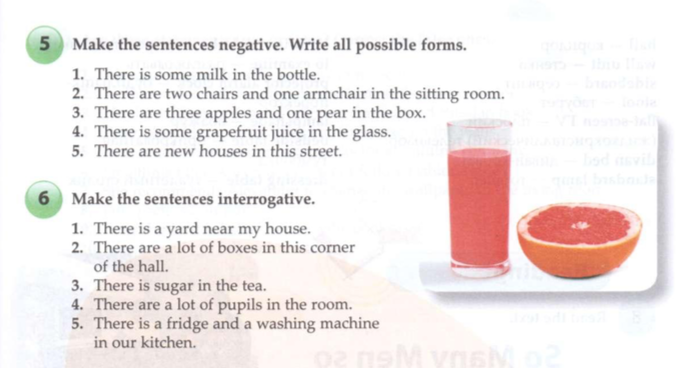 5 Make the sentences negative. Write all possible forms.
1. There is some milk in the bottle.
2. There are two chairs and one armchair in the sitting room.
3. There are three apples and one pear in the box.
4. There is some grapefruit juice in the glass.
5. There are new houses in this street.
6 Make the sentences interrogative.
1. There is a yard near my house.
2. There are a lot of boxes in this corner
of the hall.
3. There is sugar in the tea.
4. There are a lot of pupils in the room.
5. There is a fridge and a washing machine
in our kitchen.